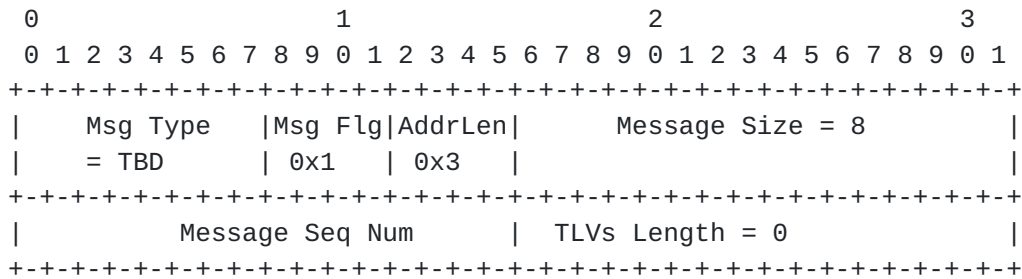 0                   1                   2                   3
 0 1 2 3 4 5 6 7 8 9 0 1 2 3 4 5 6 7 8 9 0 1 2 3 4 5 6 7 8 9 0 1
+-+-+-+-+-+-+-+-+-+-+-+-+-+-+-+-+-+-+-+-+-+-+-+-+-+-+-+-+-+-+-+-+
|    Msg Type   |Msg Flg|AddrLen|      Message Size = 8         |
|    = TBD      | 0x1   | 0x3   |                               |
+-+-+-+-+-+-+-+-+-+-+-+-+-+-+-+-+-+-+-+-+-+-+-+-+-+-+-+-+-+-+-+-+
|          Message Seq Num      |  TLVs Length = 0              |
+-+-+-+-+-+-+-+-+-+-+-+-+-+-+-+-+-+-+-+-+-+-+-+-+-+-+-+-+-+-+-+-+